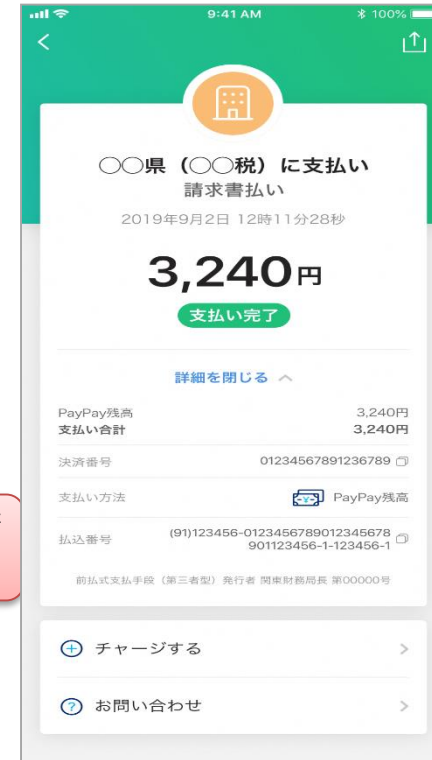 9:41 AM
100%
○○県（○○税）に支払い
請求書払い
2019年9月2日 12時11分28秒
3,240円
支払い完了
詳細を閉じる
PayPay残高 3,240円
支払い合計 3,240円
決済番号 01234567891236789
支払い方法 PayPay残高
払込番号 (91)123456-0123456789012345678
901123456-1-123456-1
前払式支払手段（第三者型）発行者 関東財務局長 第00000号
チャージする
お問い合わせ